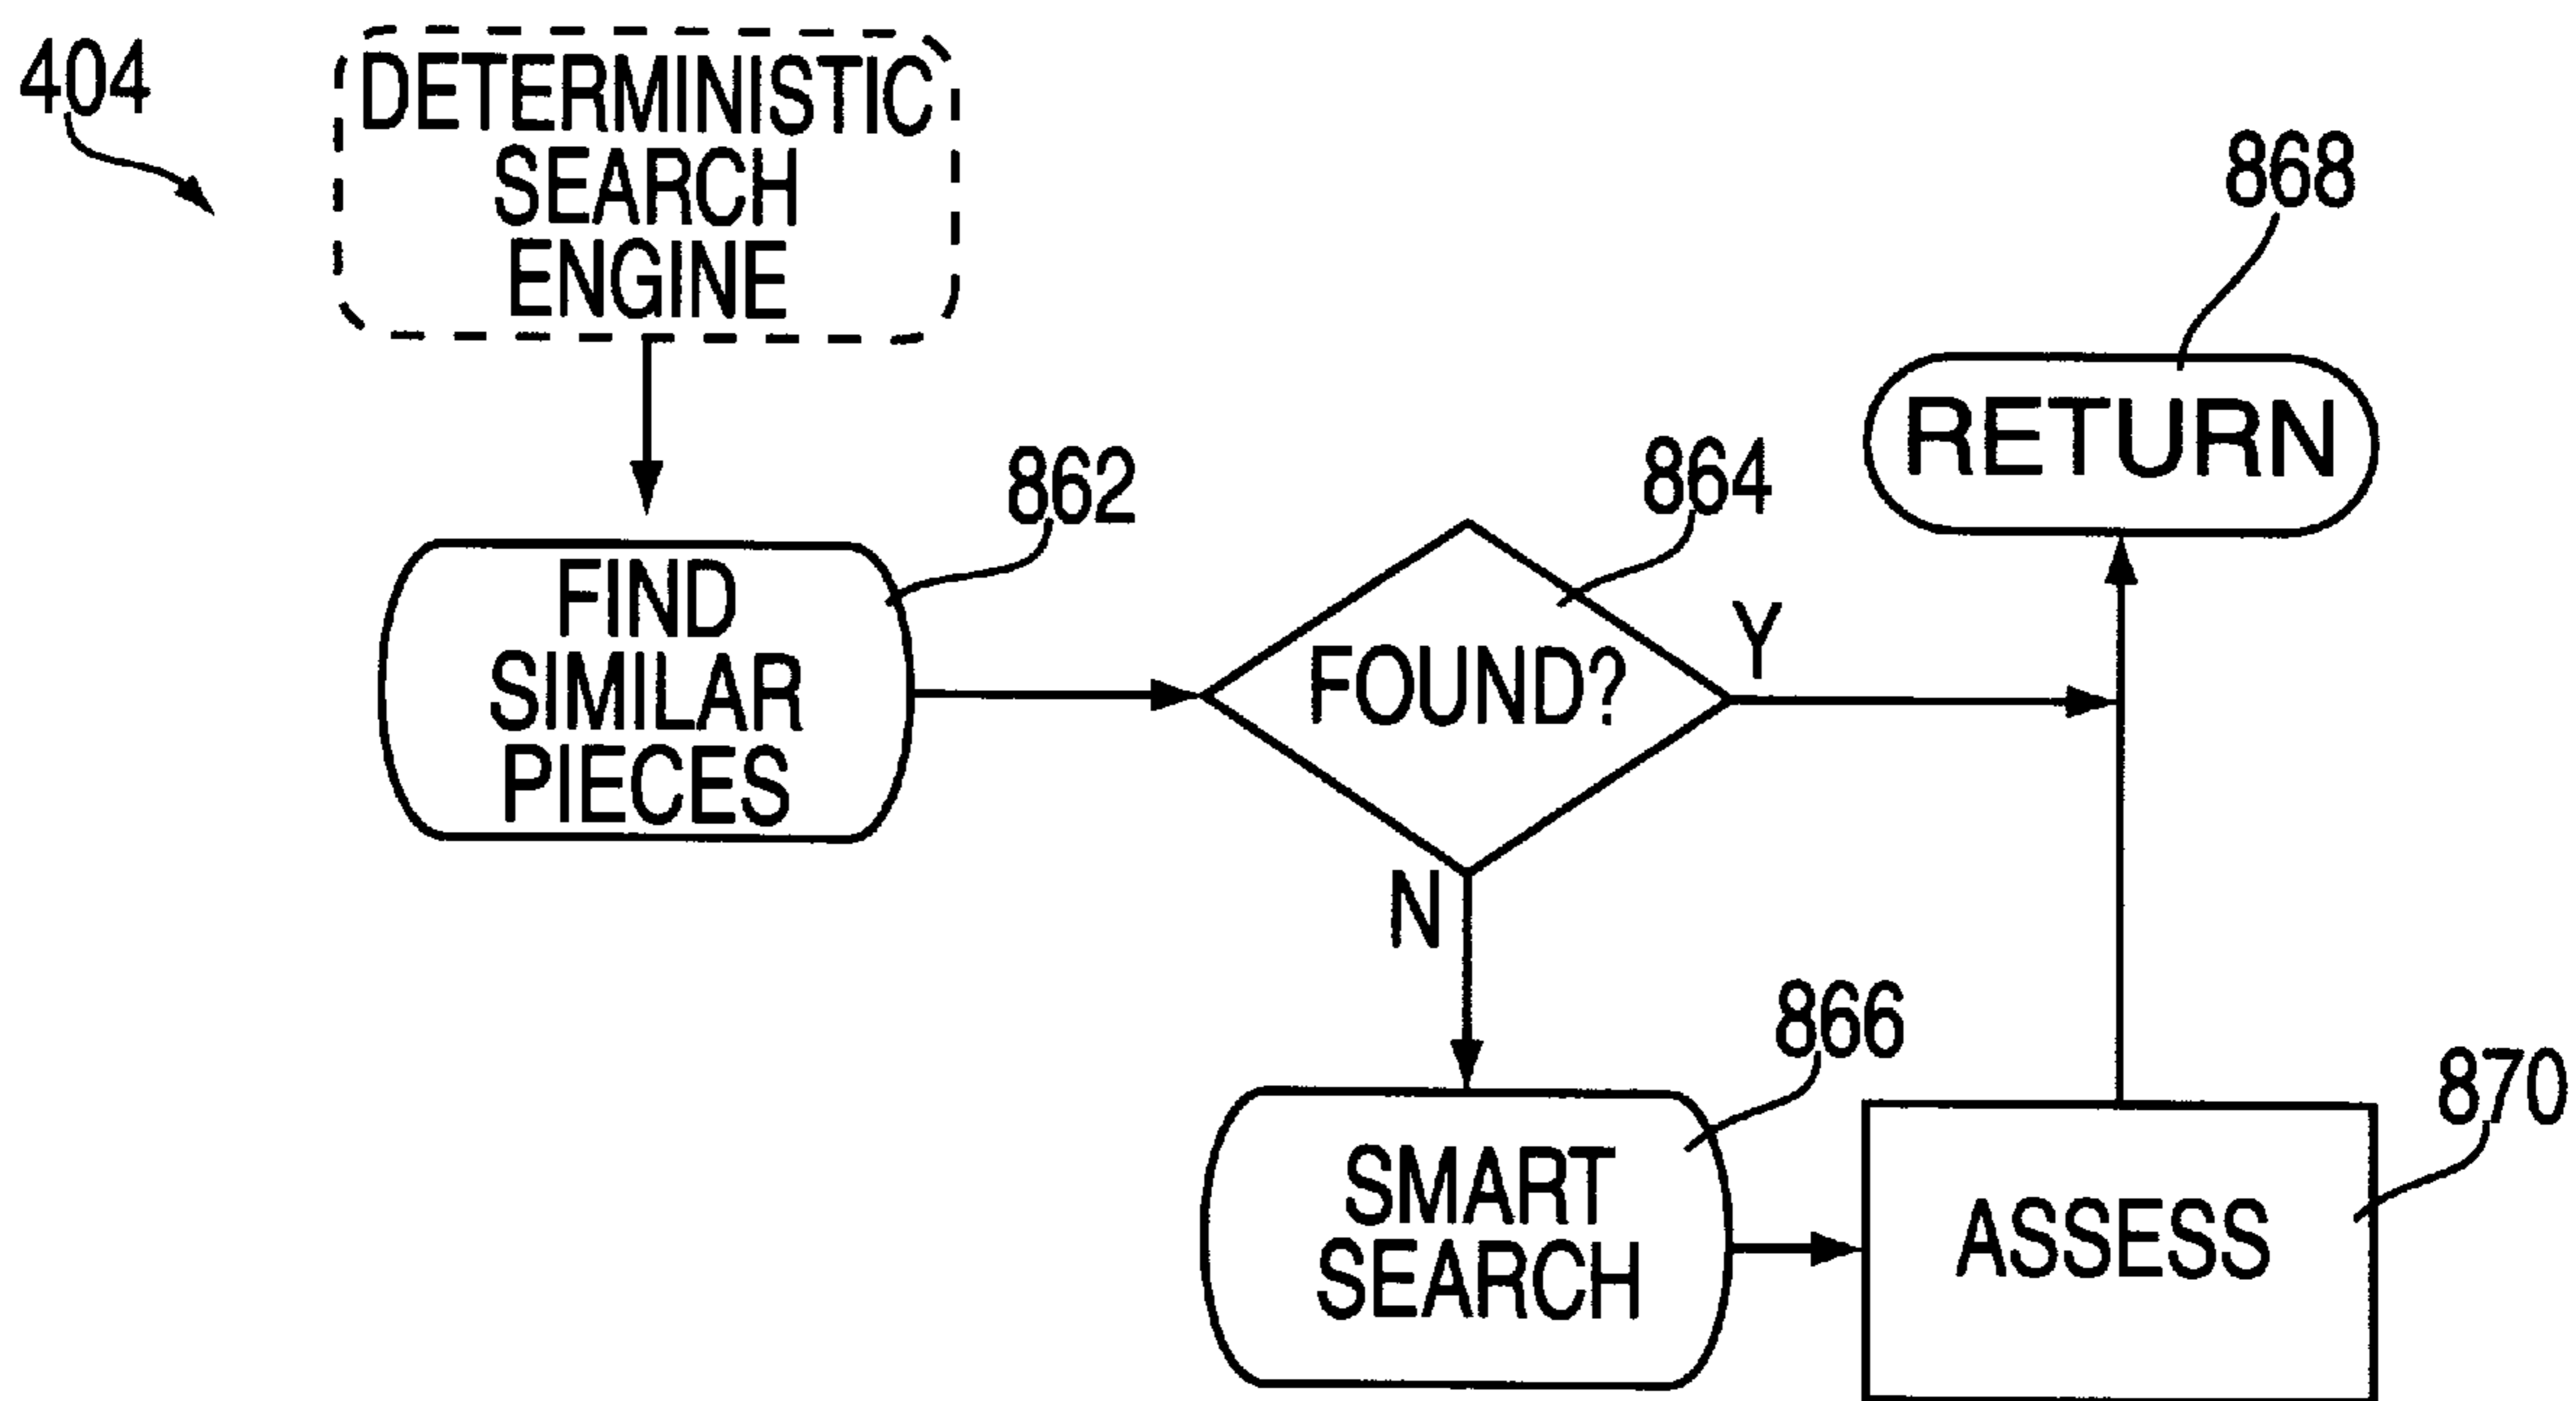 404
DETERMINISTIC
SEARCH
ENGINE
868
RETURN
862
FIND
SIMILAR
PIECES
864
FOUND?
Y
N
866
SMART
SEARCH
870
ASSESS